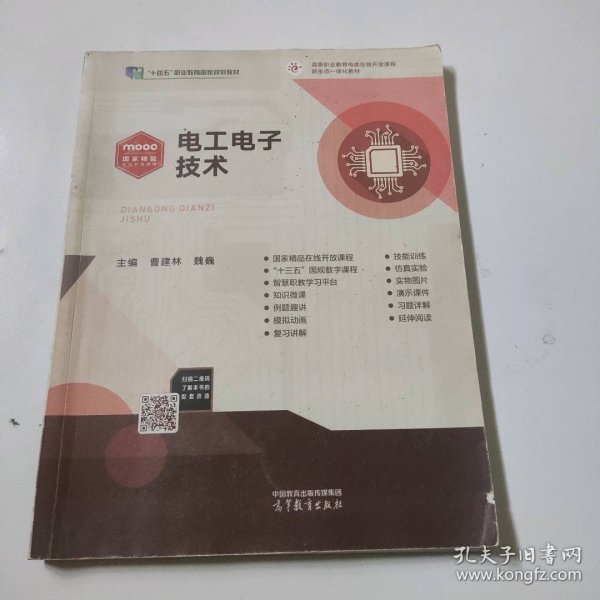 "十四五"职业教育国家规划教材
高等职业教育电类在线开放课程
新形态一体化教材
mooc
国家精品
在线开放课程
电工电子
技术
DIANGONG DIANZI
JISHU
主编 曹建林 魏巍
国家精品在线开放课程
"十三五"国规数字课程
智慧职教学习平台
知识微课
例题趣讲
模拟动画
复习讲解
技能训练
仿真实验
实物图片
演示课件
习题详解
延伸阅读
扫描二维码
了解本书的
配套资源
中国教育出版传媒集团
高等教育出版社
孔夫子旧书网
www.kongfz.com